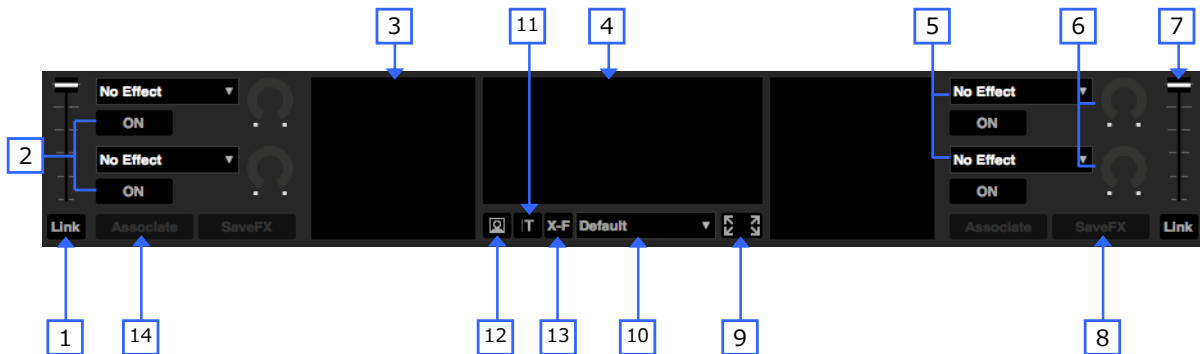 3
11
4
5
6
7
No Effect
No Effect
ON
ON
2
No Effect
No Effect
ON
ON
Link
Associate
SaveFX
T
X-F
Default
Associate
SaveFX
Link
1
14
12
13
10
9
8